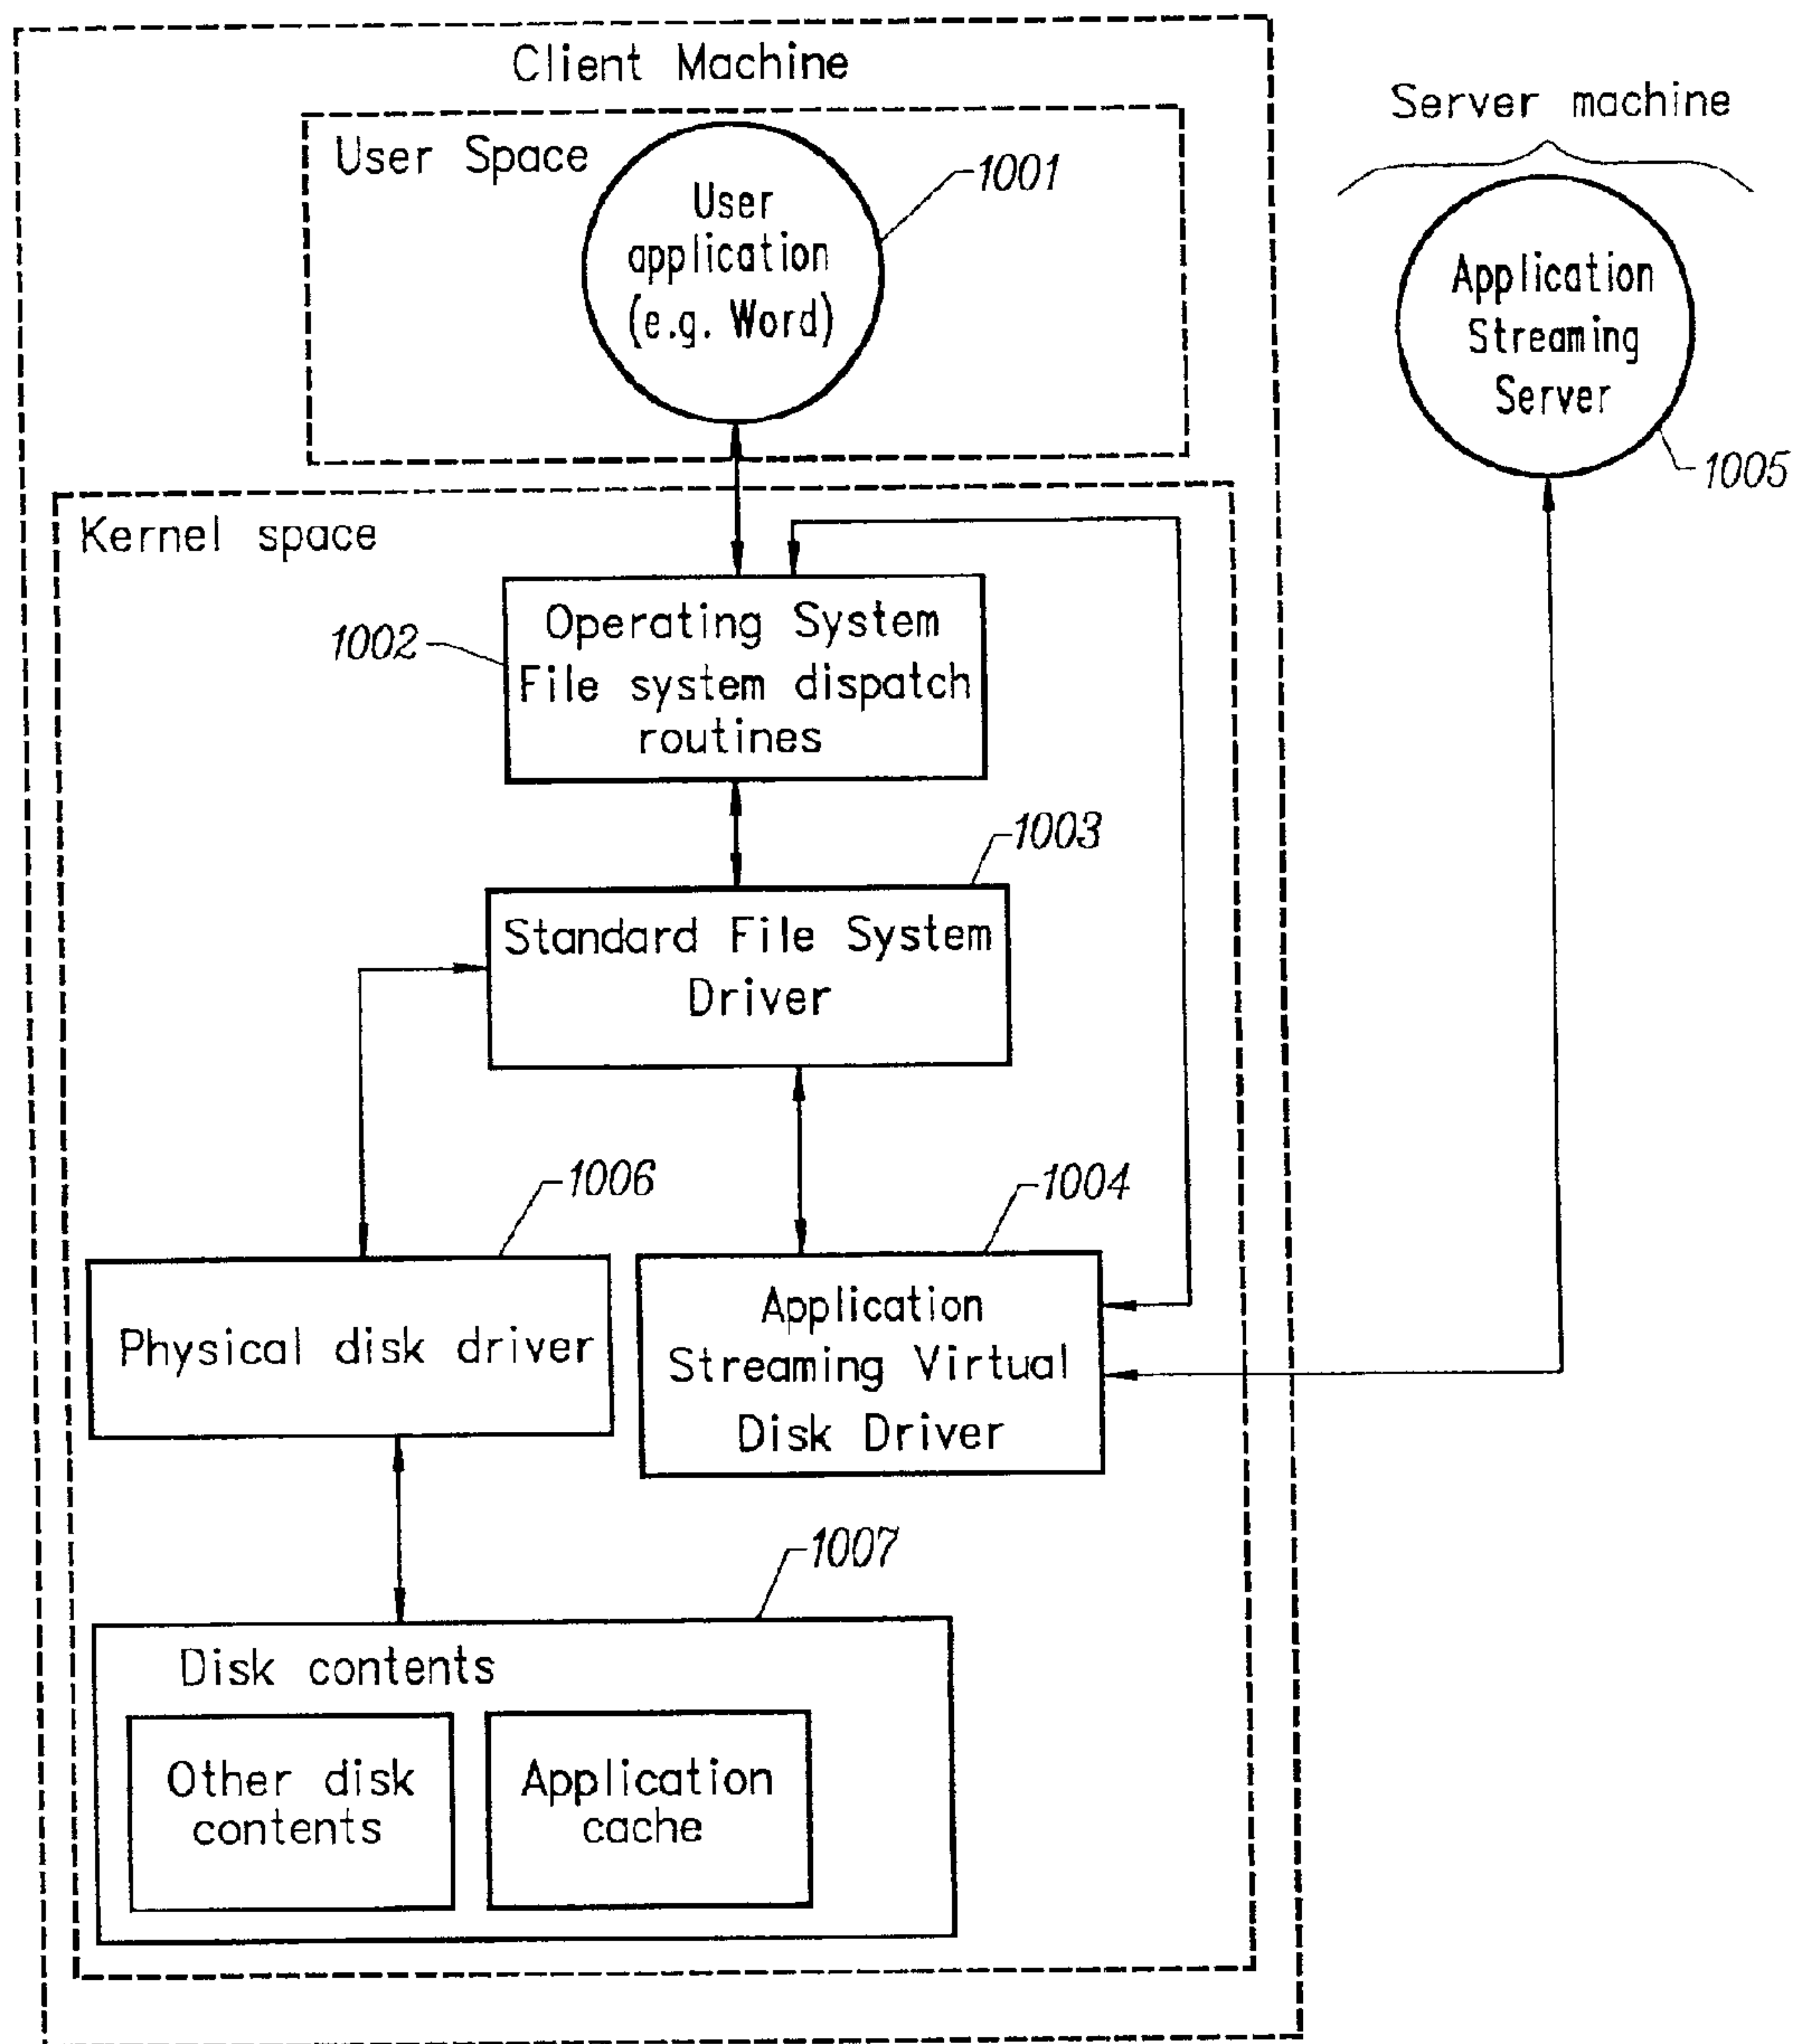 Client Machine
Server machine
User Space
1001
User
application
(e.g. Word)
Application
Streaming
Server
1005
Kernel space
1002
Operating System
File system dispatch
routines
1003
Standard File System
Driver
1006
1004
Physical disk driver
Application
Streaming Virtual
Disk Driver
1007
Disk contents
Other disk
contents
Application
cache